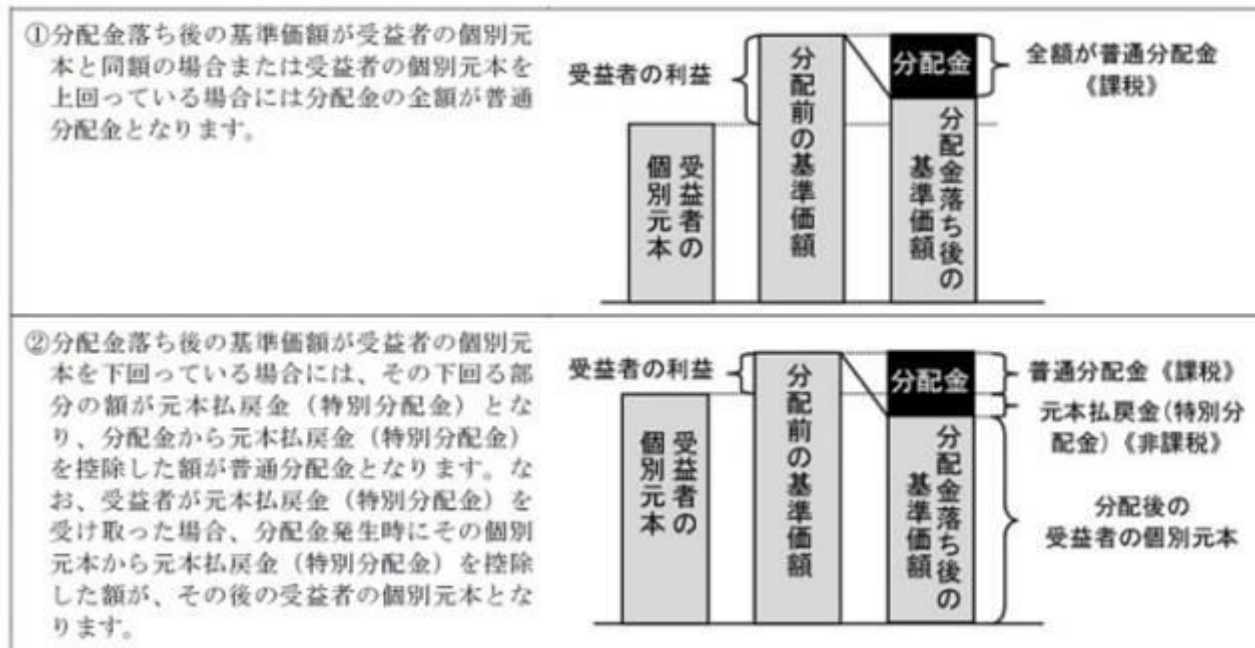 ①分配金落ち後の基準価額が受益者の個別元
本と同額の場合または受益者の個別元本を
上回っている場合には分配金の全額が普通
分配金となります。
受益者の利益
分配前の基準価額
分配金
全額が普通分配金
《課税》
受益者の
個別元本
分配金落ち後の
基準価額
②分配金落ち後の基準価額が受益者の個別元
本を下回っている場合には、その下回る部
分の額が元本払戻金（特別分配金）とな
り、分配金から元本払戻金（特別分配金）
を控除した額が普通分配金となります。な
お、受益者が元本払戻金（特別分配金）を
受け取った場合、分配金発生時にその個別
元本から元本払戻金（特別分配金）を控除
した額が、その後の受益者の個別元本とな
ります。
受益者の利益
分配前の基準価額
分配金
普通分配金《課税》
元本払戻金（特別分
配金）《非課税》
受益者の
個別元本
分配金落ち後の
基準価額
分配後の
受益者の個別元本